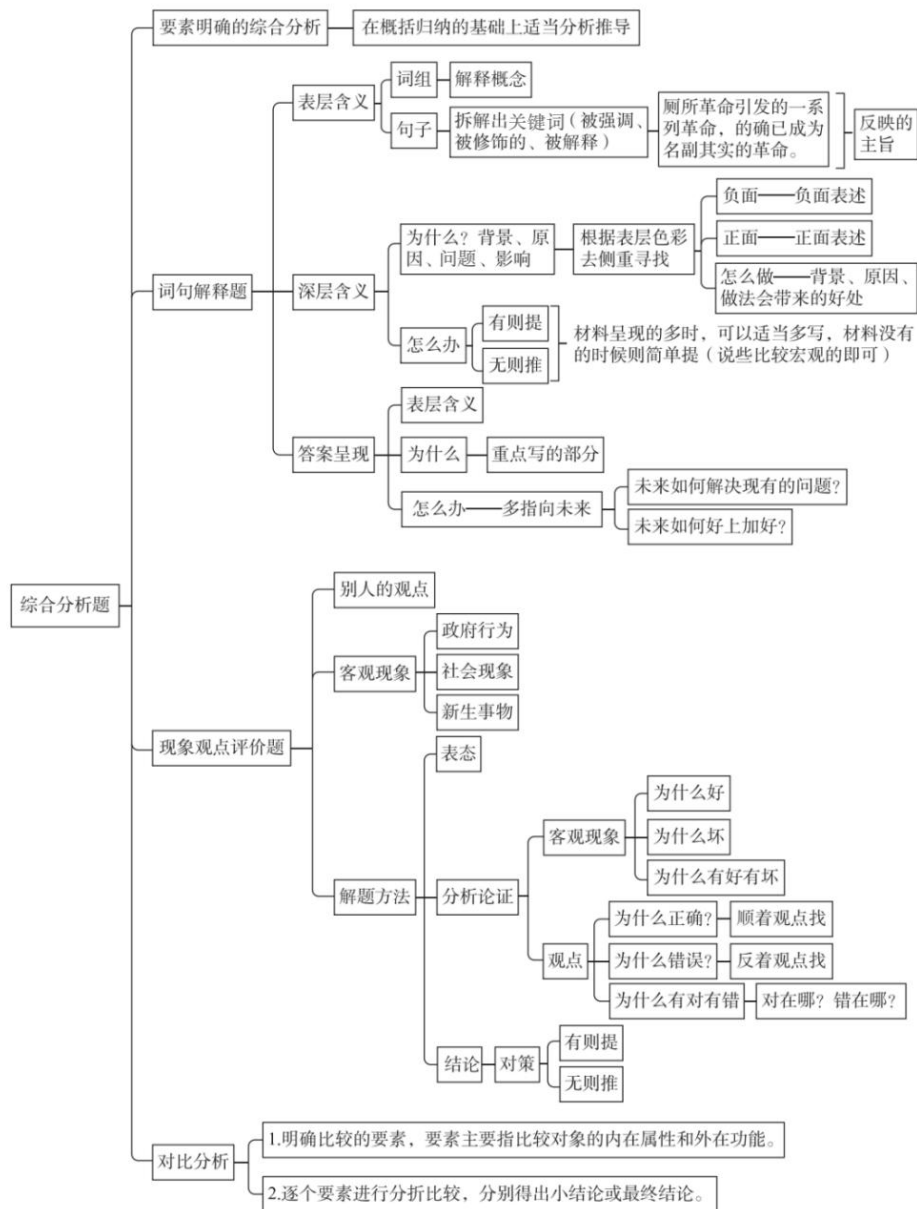 要素明确的综合分析
在概括归纳的基础上适当分析推导
词组
解释概念
表层含义
句子
拆解出关键词（被强调、
被修饰的、被解释）
厕所革命引发的一系
列革命，的确已成为
名副其实的革命。
反映的
主旨
词句解释题
深层含义
为什么？背景、原
因、问题、影响
根据表层色彩
去侧重寻找
负面——负面表述
正面——正面表述
怎么做——背景、原因、
做法会带来的好处
怎么办
有则提
无则推
材料呈现的多时，可以适当多写，材料没有
的时候则简单提（说些比较宏观的即可）
答案呈现
表层含义
为什么
重点写的部分
怎么办——多指向未来
未来如何解决现有的问题？
未来如何好上加好？
综合分析题
现象观点评价题
别人的观点
客观现象
政府行为
社会现象
新生事物
解题方法
表态
分析论证
客观现象
为什么好
为什么坏
为什么有好有坏
观点
为什么正确？
顺着观点找
为什么错误？
反着观点找
为什么有对有错
对在哪？错在哪？
结论
对策
有则提
无则推
对比分析
1.明确比较的要素，要素主要指比较对象的内在属性和外在功能。
2.逐个要素进行分折比较，分别得出小结论或最终结论。